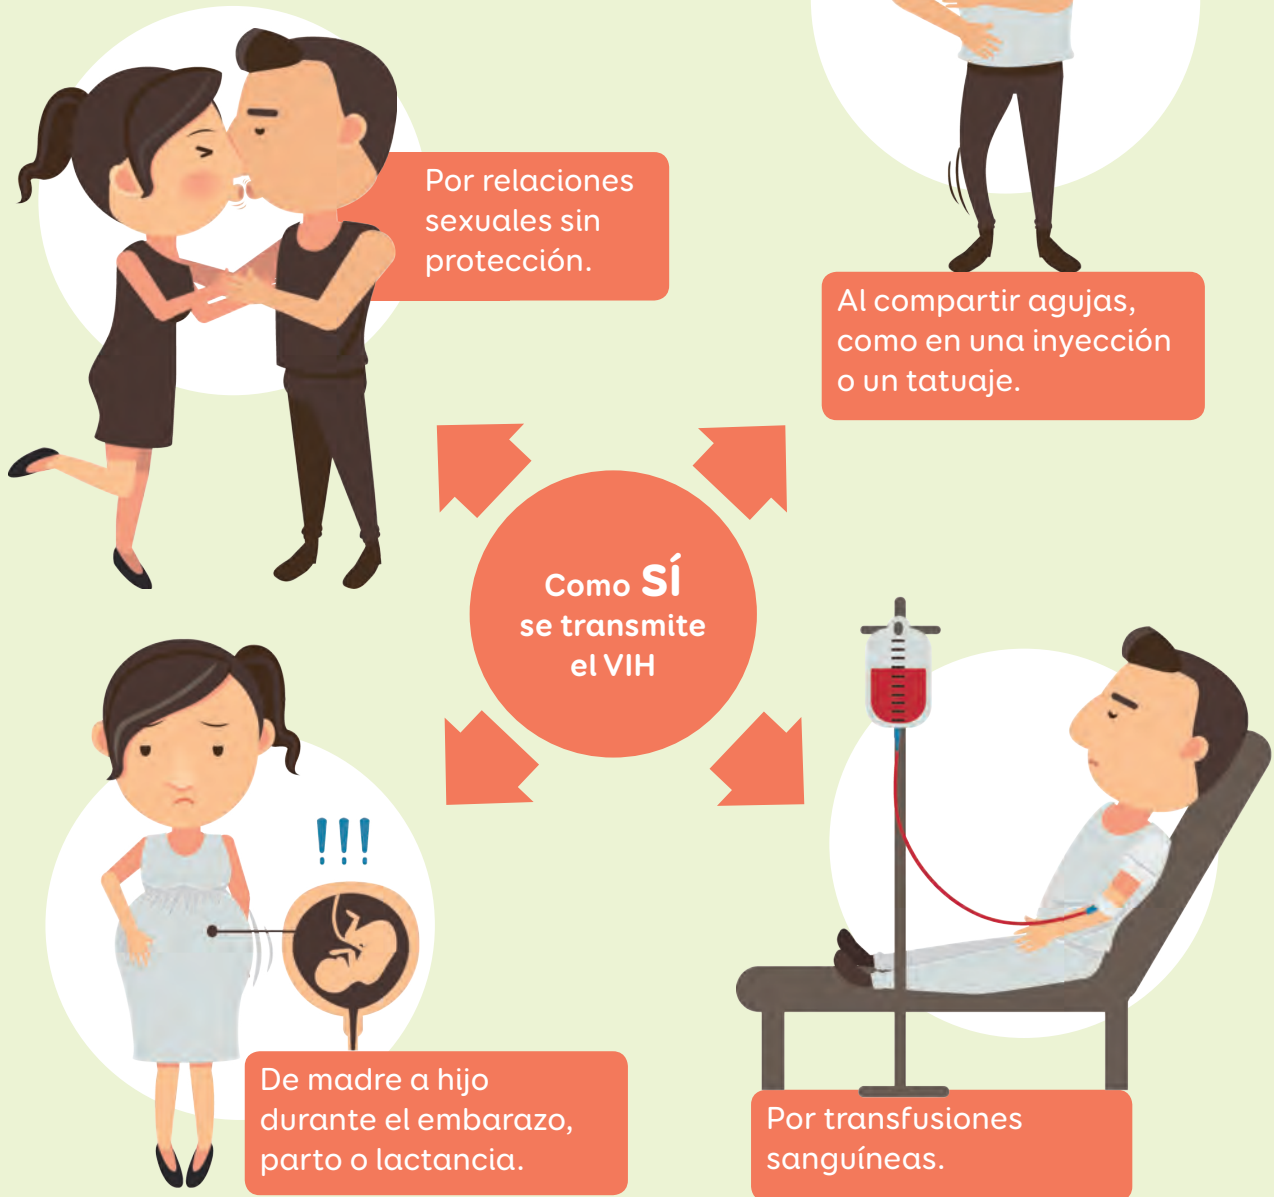 Por relaciones
sexuales sin
protección.
Al compartir agujas,
como en una inyección
o un tatuaje.
Como SÍ
se transmite
el VIH
!!!
De madre a hijo
durante el embarazo,
parto o lactancia.
Por transfusiones
sanguíneas.